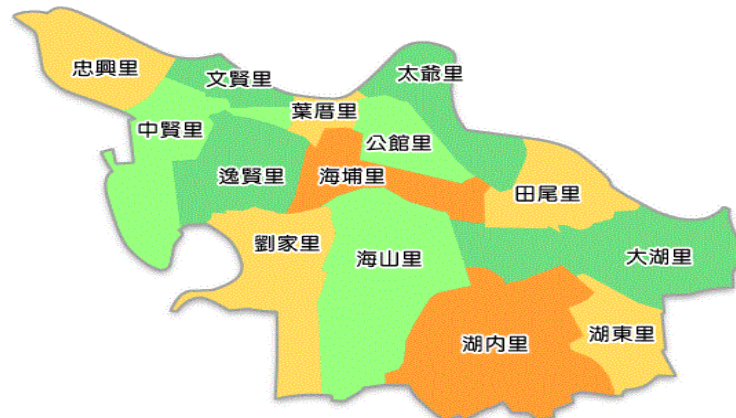 忠興里
文賢里
太爺里
葉厝里
中賢里
公館里
逸賢里
海埔里
田尾里
劉家里
海山里
大湖里
湖東里
湖內里